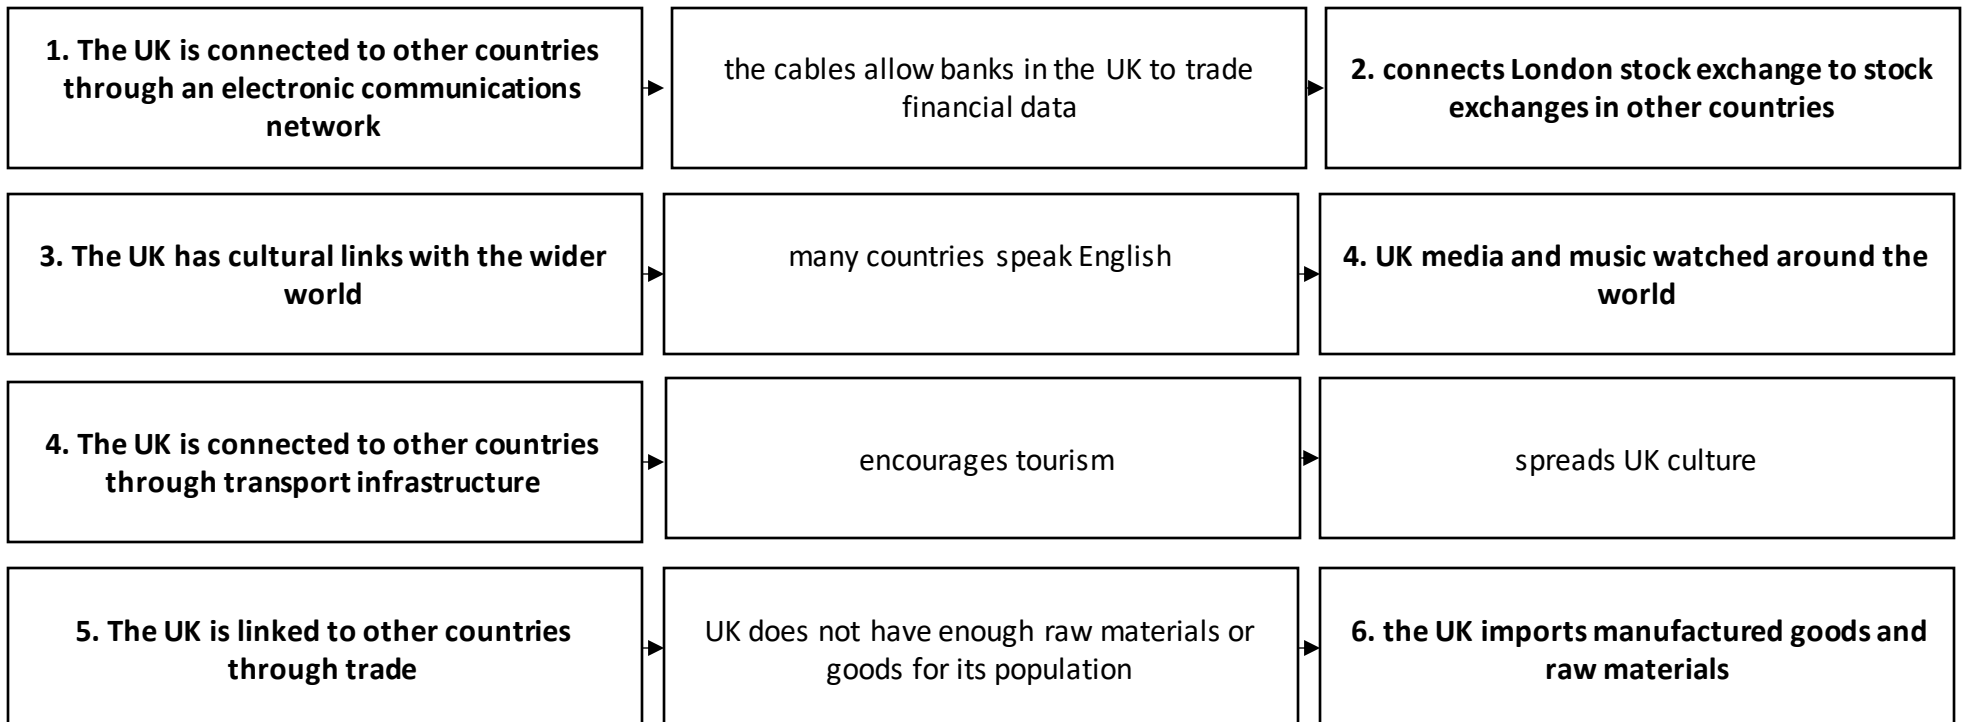 1. The UK is connected to other countries
through an electronic communications
network
the cables allow banks in the UK to trade
financial data
2. connects London stock exchange to stock
exchanges in other countries
3. The UK has cultural links with the wider
world
many countries speak English
4. UK media and music watched around the
world
4. The UK is connected to other countries
through transport infrastructure
encourages tourism
spreads UK culture
5. The UK is linked to other countries
through trade
UK does not have enough raw materials or
goods for its population
6. the UK imports manufactured goods and
raw materials